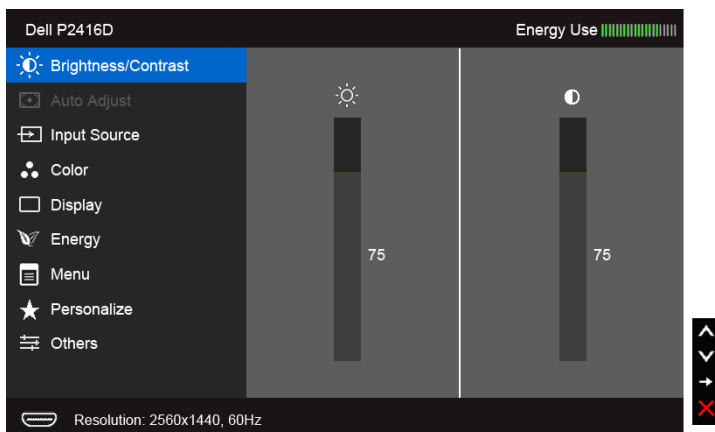 Dell P2416D
Energy Use
Brightness/Contrast
Auto Adjust
Input Source
Color
Display
Energy
Menu
Personalize
Others
75
75
Resolution: 2560x1440, 60Hz